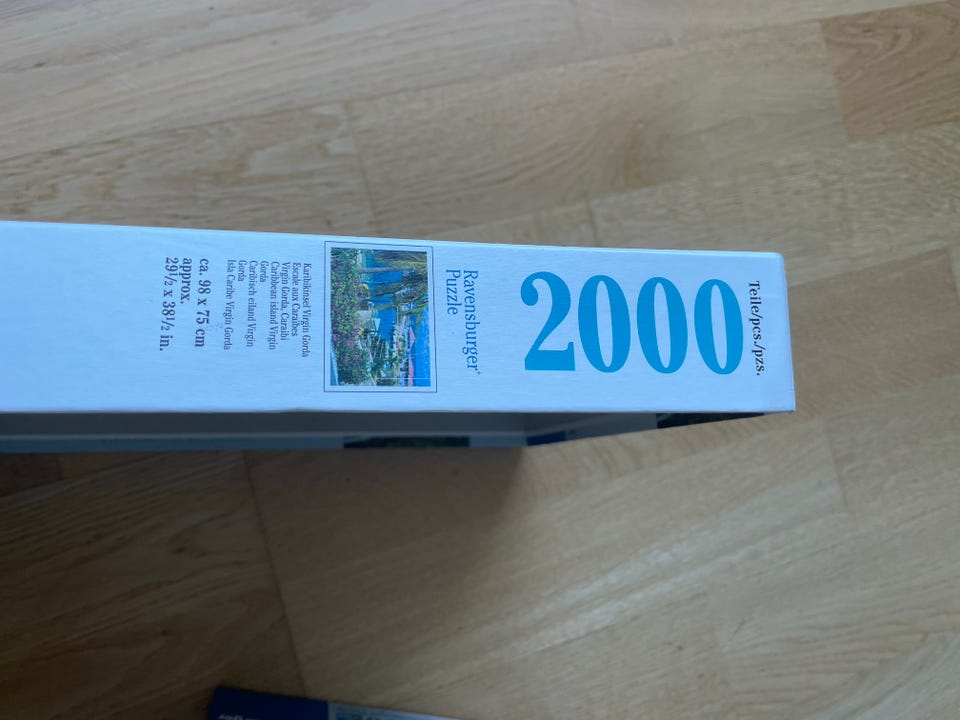 Teile/pcs./pzs.
2000
Ravensburger®
Puzzle
Karibikinsel Virgin Gorda
Escale aux Caraïbes
Virgin Gorda, Caraibi
Caribbean island Virgin
Gorda
Caribisch eiland Virgin
Gorda
Isla Caribe Virgin Gorda
ca. 98 x 75 cm
approx.
29½ x 38½ in.